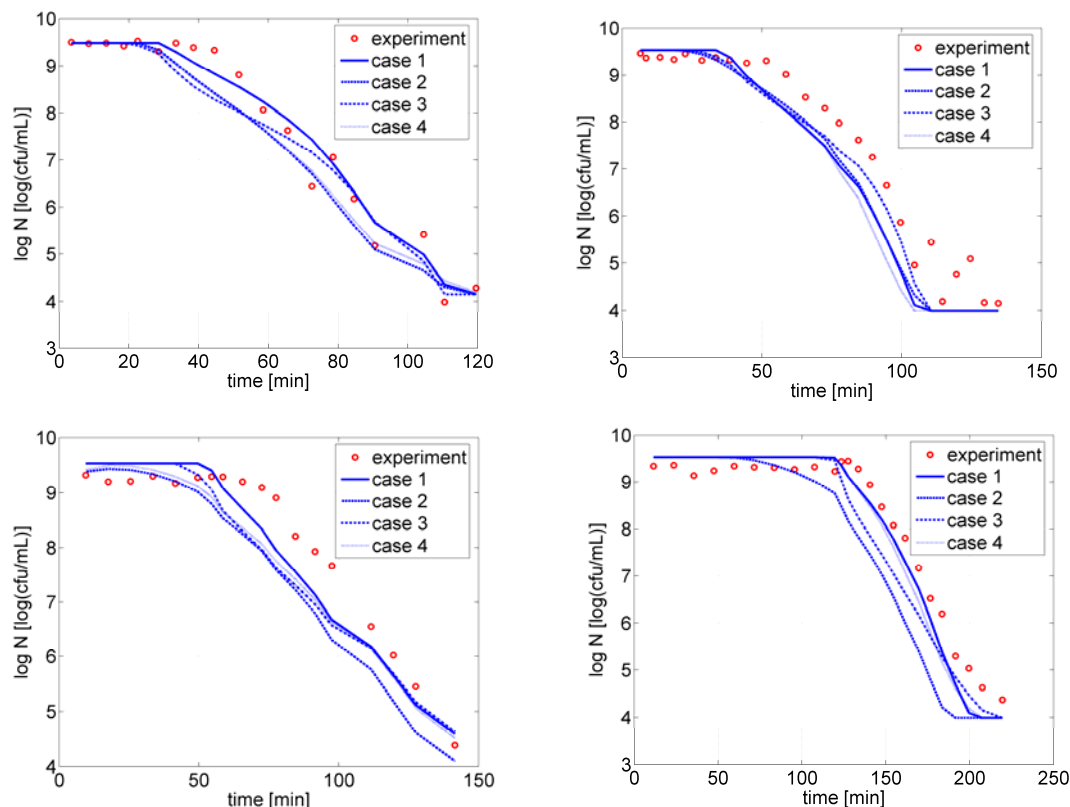 10
9
8
7
6
5
4
3
log N [log(cfu/mL)]
0
20
40
60
80
100
120
time [min]
experiment
case 1
case 2
case 3
case 4
10
9
8
7
6
5
4
3
log N [log(cfu/mL)]
0
50
100
150
time [min]
experiment
case 1
case 2
case 3
case 4
10
9
8
7
6
5
4
log N [log(cfu/mL)]
0
50
100
150
time [min]
experiment
case 1
case 2
case 3
case 4
10
9
8
7
6
5
4
3
log N [log(cfu/mL)]
0
50
100
150
200
250
time [min]
experiment
case 1
case 2
case 3
case 4